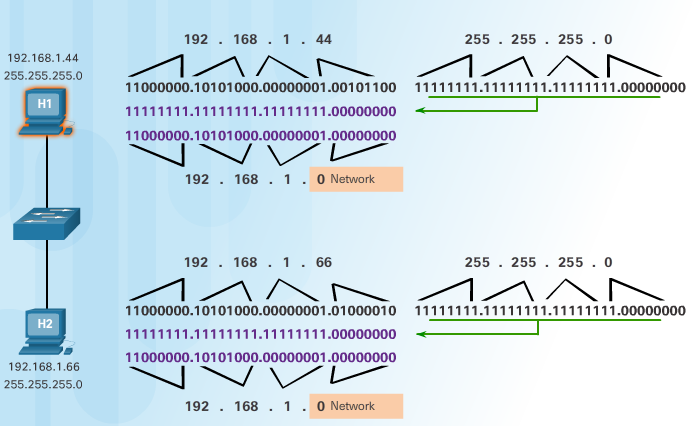 192 . 168 . 1 . 44
255 . 255 . 255 . 0
192.168.1.44
255.255.255.0
H1
11000000.10101000.00000001.00101100
11111111.11111111.11111111.00000000
11111111.11111111.11111111.00000000
11000000.10101000.00000001.00000000
192 . 168 . 1 . 0 Network
192 . 168 . 1 . 66
255 . 255 . 255 . 0
H2
11000000.10101000.00000001.01000010
11111111.11111111.11111111.00000000
11111111.11111111.11111111.00000000
11000000.10101000.00000001.00000000
192.168.1.66
255.255.255.0
192 . 168 . 1 . 0 Network